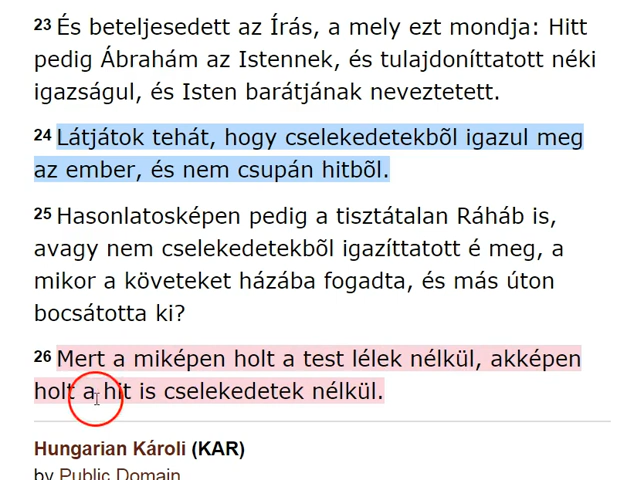 23 És beteljesedett az Írás, a mely ezt mondja: Hitt
pedig Ábrahám az Istennek, és tulajdoníttatott néki
igazságul, és Isten barátjának neveztetett.
24 Látjátok tehát, hogy cselekedetekbõl igazul meg
az ember, és nem csupán hitbõl.
25 Hasonlatosképen pedig a tisztátalan Ráháb is,
avagy nem cselekedetekbõl igazíttatott é meg, a
mikor a követeket házába fogadta, és más úton
bocsátotta ki?
26 Mert a miképen holt a test lélek nélkül, akképen
holt a hit is cselekedetek nélkül.
Hungarian Károli (KAR)
by Public Domain